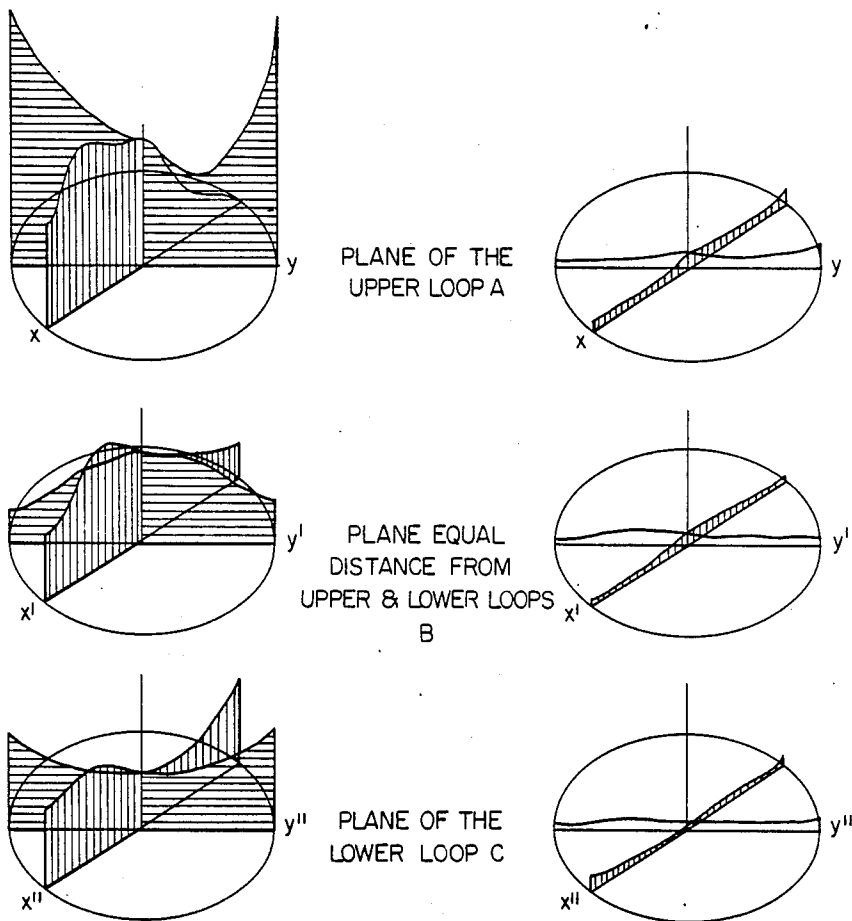 y
PLANE OF THE
UPPER LOOP A
y
x
x
y'
PLANE EQUAL
DISTANCE FROM
UPPER & LOWER LOOPS
B
y'
x'
x'
y"
PLANE OF THE
LOWER LOOP C
y"
x"
x"